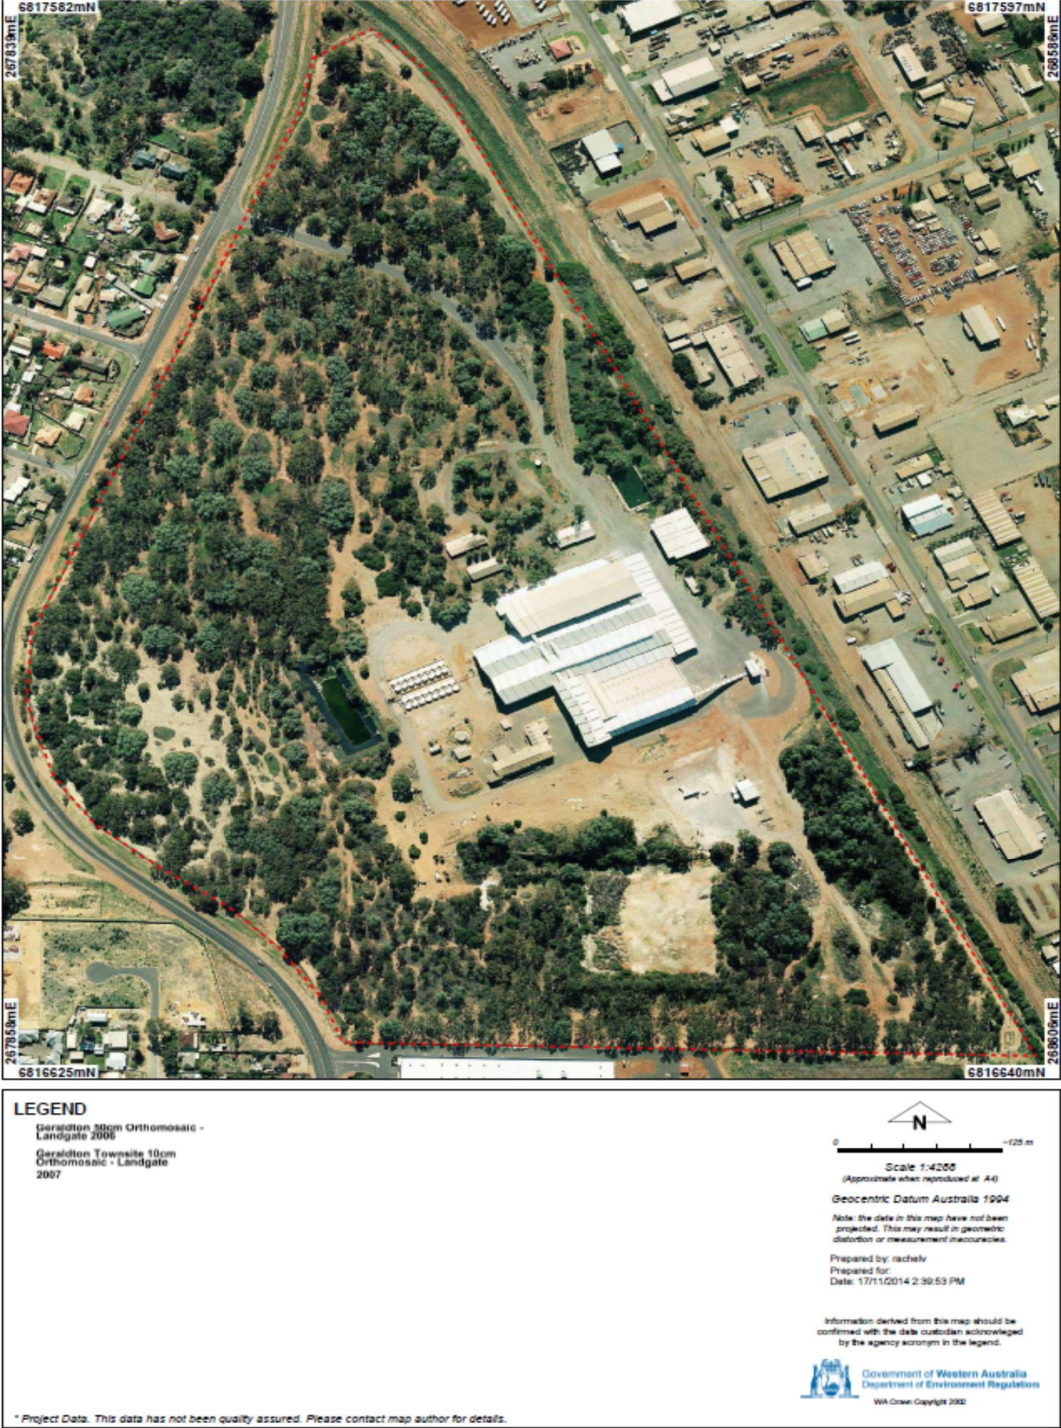 6817582mN
6817597mN
267839mE
268586mE
267858mE
268606mE
6816625mN
6816640mN
LEGEND
Geraldton 50cm Orthomosaic -
Landgate 2006
Geraldton Townsite 10cm
Orthomosaic - Landgate
2007
N
0 ~125 m
Scale 1:4266
(Approximate when reproduced at A4)
Geocentric Datum Australia 1994
Note: the data in this map have not been
projected. This may result in geometric
distortion or measurement inaccuracies.
Prepared by: rachelv
Prepared for:
Date: 17/11/2014 2:39:53 PM
Information derived from this map should be
confirmed with the data custodian acknowleged
by the agency acronym in the legend.
Government of Western Australia
Department of Environment Regulation
WA Crown Copyright 2002
* Project Data. This data has not been quality assured. Please contact map author for details.